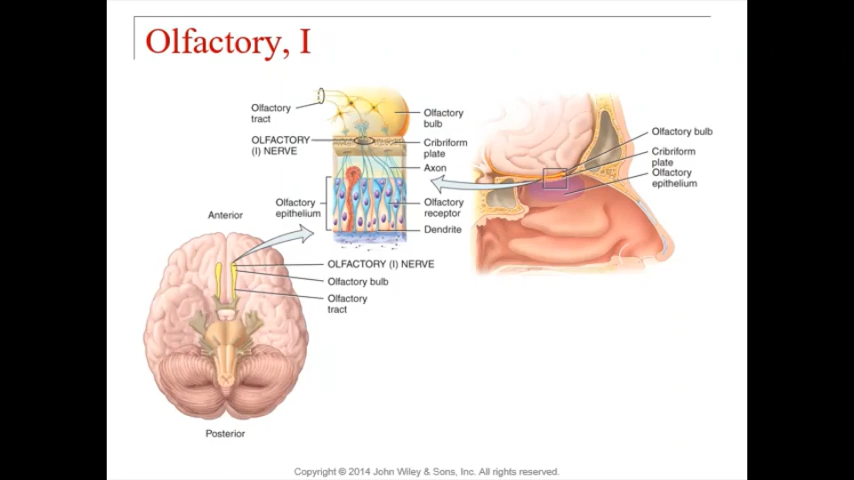 Olfactory, I
Olfactory
tract
OLFACTORY
(I) NERVE
Olfactory
epithelium
Olfactory
bulb
Cribriform
plate
Axon
Olfactory
receptor
Dendrite
Olfactory bulb
Cribriform
plate
Olfactory
epithelium
Anterior
OLFACTORY (I) NERVE
Olfactory bulb
Olfactory
tract
Posterior
Copyright © 2014 John Wiley & Sons, Inc. All rights reserved.